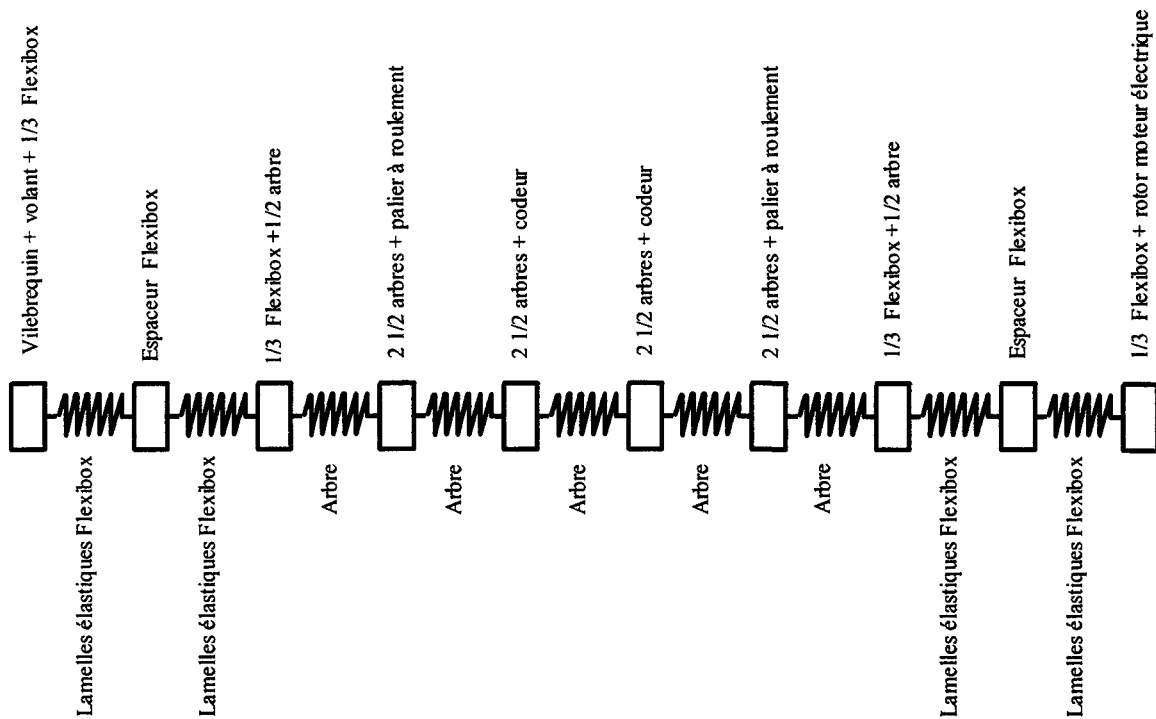 Vilebrequin + volant + 1/3 Flexibox
Espaceur Flexibox
1/3 Flexibox +1/2 arbre
2 1/2 arbres + palier à roulement
2 1/2 arbres + codeur
2 1/2 arbres + codeur
2 1/2 arbres + palier à roulement
1/3 Flexibox +1/2 arbre
Espaceur Flexibox
1/3 Flexibox + rotor moteur électrique
Lamelles élastiques Flexibox
Lamelles élastiques Flexibox
Arbre
Arbre
Arbre
Arbre
Arbre
Lamelles élastiques Flexibox
Lamelles élastiques Flexibox